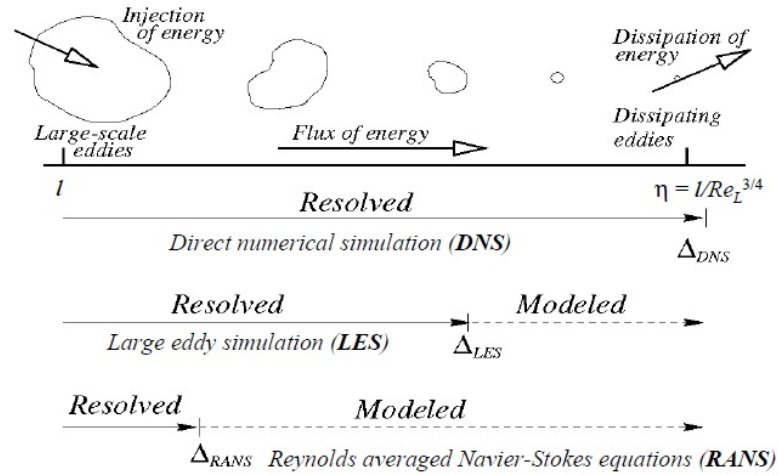 Injection
of energy
Dissipation of
energy
Large-scale
eddies
Flux of energy
Dissipating
eddies
l
η = l/Re_L^{3/4}
Resolved
Direct numerical simulation (DNS)
Δ_DNS
Resolved
Modeled
Large eddy simulation (LES)
Δ_LES
Resolved
Modeled
Δ_RANS
Reynolds averaged Navier-Stokes equations (RANS)